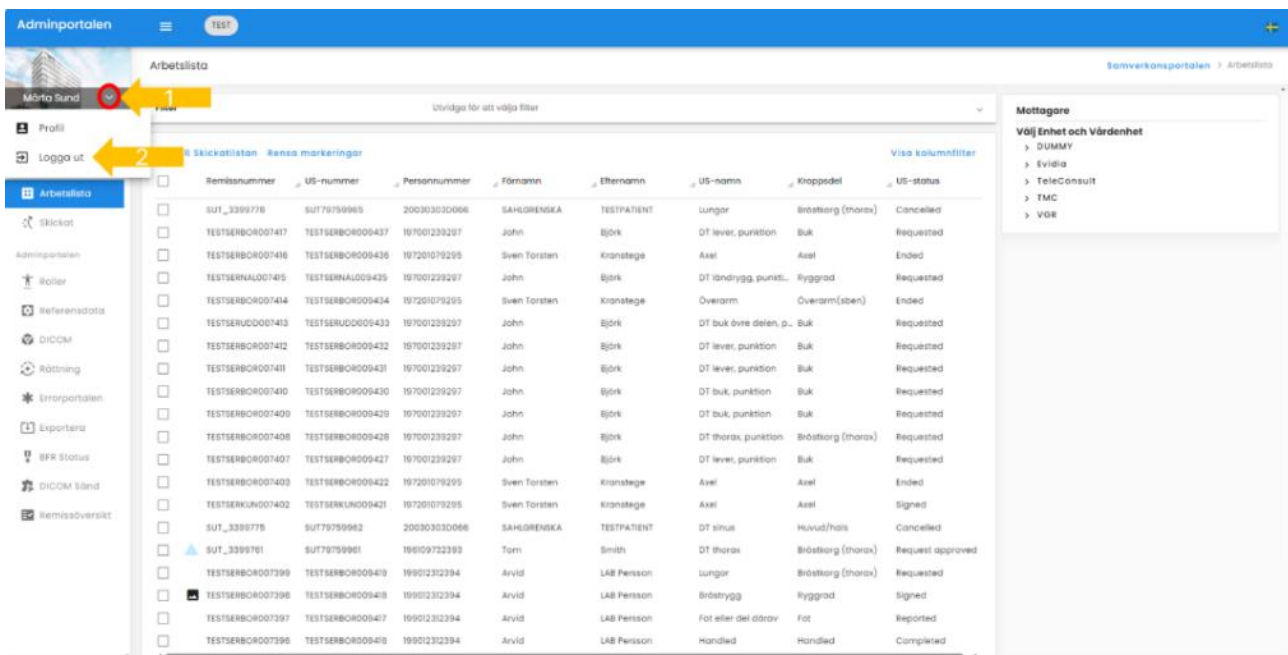 Adminportalen TEST
Arbetslista Samverkansportalen > Arbetslista
Märta Sund 1
Filter Utvidga för att välja filter
Profil
Logga ut 2
Skickatlistan Rensa markeringar Visa kolumnfilter
Arbetslista
Skickat
Adminportalen
Roller
Referensdata
DICOM
Rättning
Errorportalen
Exportera
BFR Status
DICOM Sänd
Remissöversikt
Remissnummer US-nummer Personnummer Förnamn Efternamn US-namn Kroppsdel US-status
SUT_3399778 SUT79759965 20030303D066 SAHLGRENSKA TESTPATIENT Lungor Bröstkorg (thorax) Cancelled
TESTSERBOR007417 TESTSERBOR009437 197001239297 John Björk DT lever, punktion Buk Requested
TESTSERBOR007416 TESTSERBOR009436 197201079295 Sven Torsten Kranstege Axel Axel Ended
TESTSERNAL007415 TESTSERNAL009435 197001239297 John Björk DT ländrygg, punkti... Ryggrad Requested
TESTSERBOR007414 TESTSERBOR009434 197201079295 Sven Torsten Kranstege Överarm Överarm(sben) Ended
TESTSERUDD007413 TESTSERUDD009433 197001239297 John Björk DT buk övre delen, p... Buk Requested
TESTSERBOR007412 TESTSERBOR009432 197001239297 John Björk DT lever, punktion Buk Requested
TESTSERBOR007411 TESTSERBOR009431 197001239297 John Björk DT lever, punktion Buk Requested
TESTSERBOR007410 TESTSERBOR009430 197001239297 John Björk DT buk, punktion Buk Requested
TESTSERBOR007409 TESTSERBOR009429 197001239297 John Björk DT buk, punktion Buk Requested
TESTSERBOR007408 TESTSERBOR009428 197001239297 John Björk DT thorax, punktion Bröstkorg (thorax) Requested
TESTSERBOR007407 TESTSERBOR009427 197001239297 John Björk DT lever, punktion Buk Requested
TESTSERBOR007403 TESTSERBOR009422 197201079295 Sven Torsten Kranstege Axel Axel Ended
TESTSERKUN007402 TESTSERKUN009421 197201079295 Sven Torsten Kranstege Axel Axel Signed
SUT_3399775 SUT79759962 20030303D066 SAHLGRENSKA TESTPATIENT DT sinus Huvud/hals Cancelled
SUT_3399761 SUT79759961 196109732393 Tom Smith DT thorax Bröstkorg (thorax) Request approved
TESTSERBOR007399 TESTSERBOR009419 199012312394 Arvid LAB Persson Lungor Bröstkorg (thorax) Requested
TESTSERBOR007398 TESTSERBOR009418 199012312394 Arvid LAB Persson Bröstrygg Ryggrad Signed
TESTSERBOR007397 TESTSERBOR009417 199012312394 Arvid LAB Persson Fot eller del därav Fot Reported
TESTSERBOR007396 TESTSERBOR009416 199012312394 Arvid LAB Persson Handled Handled Completed
Mottagare
Välj Enhet och Vårdenhet
> DUMMY
> Evidia
> TeleConsult
> TMC
> VGR